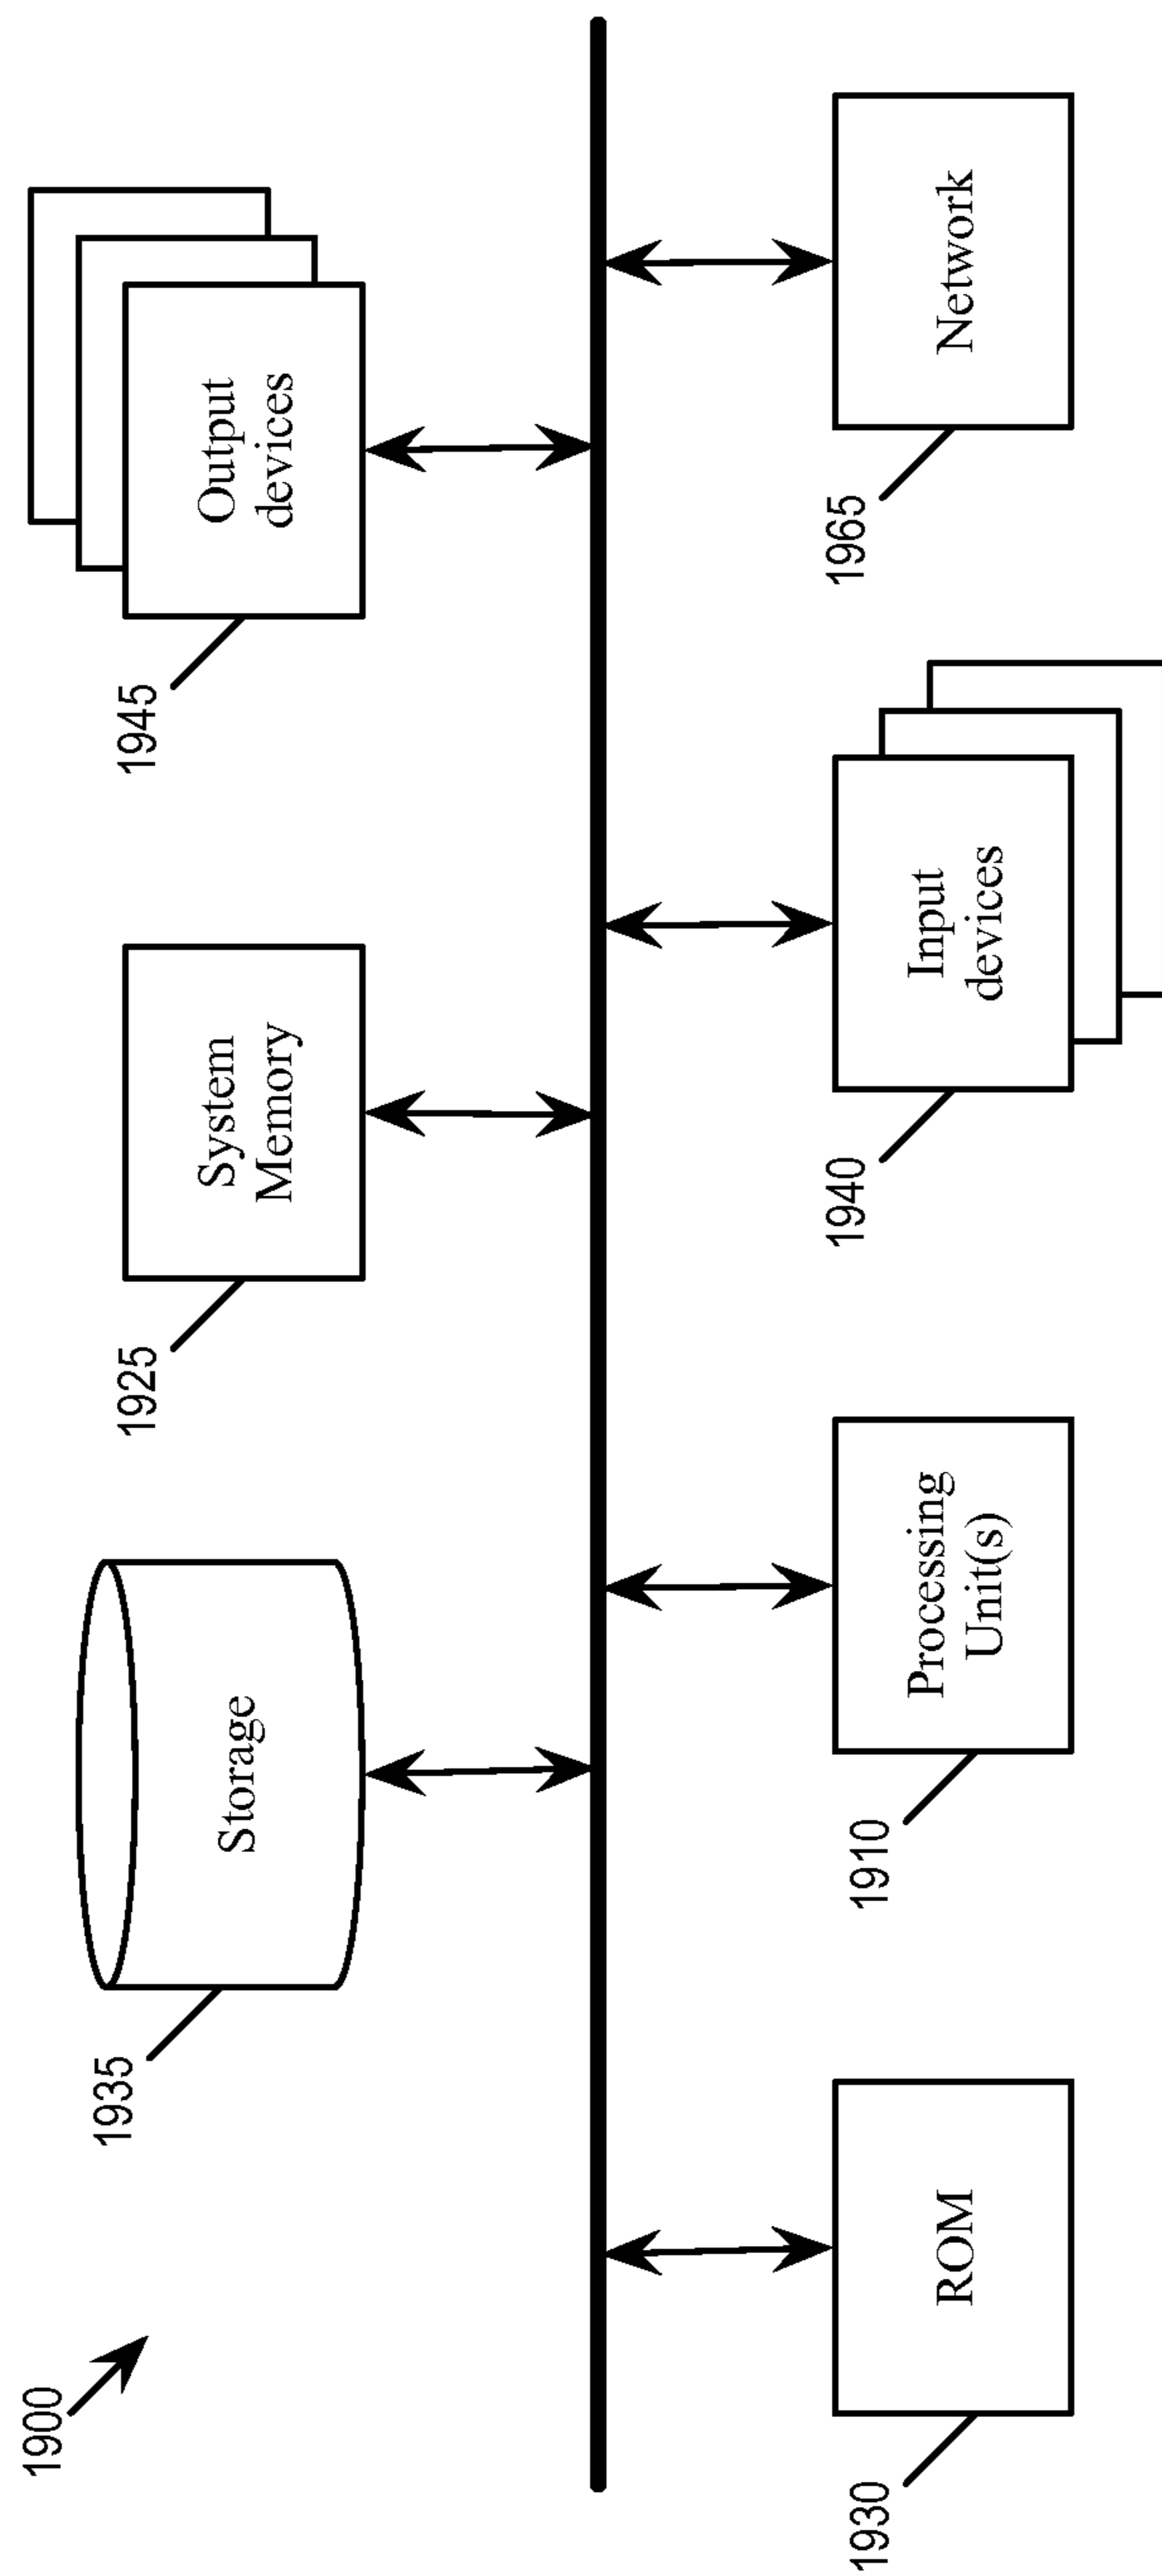 1900
1935
Storage
1925
System
Memory
1945
Output
devices
1930
ROM
1910
Processing
Unit(s)
1940
Input
devices
1965
Network